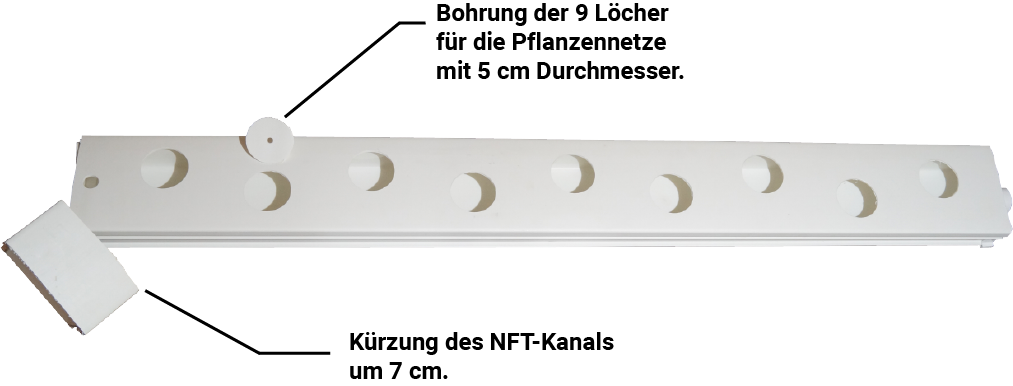 Bohrung der 9 Löcher
für die Pflanzennetze
mit 5 cm Durchmesser.
Kürzung des NFT-Kanals
um 7 cm.